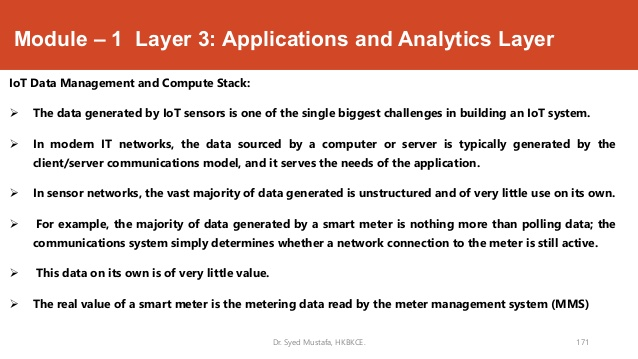 Module – 1 Layer 3: Applications and Analytics Layer
IoT Data Management and Compute Stack:
➢ The data generated by IoT sensors is one of the single biggest challenges in building an IoT system.
➢ In modern IT networks, the data sourced by a computer or server is typically generated by the
client/server communications model, and it serves the needs of the application.
➢ In sensor networks, the vast majority of data generated is unstructured and of very little use on its own.
➢ For example, the majority of data generated by a smart meter is nothing more than polling data; the
communications system simply determines whether a network connection to the meter is still active.
➢ This data on its own is of very little value.
➢ The real value of a smart meter is the metering data read by the meter management system (MMS)
Dr. Syed Mustafa, HKBKCE. 171